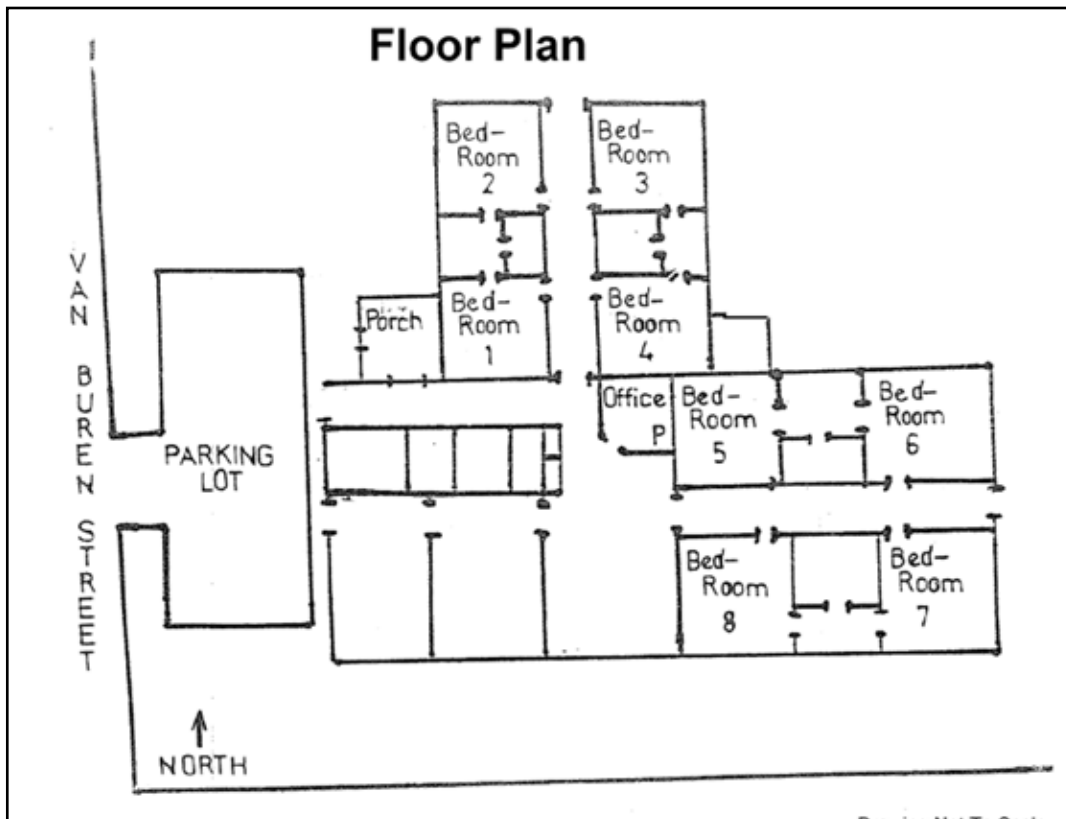 Floor Plan
Bed-
Room
2
Bed-
Room
3
VAN BUREN STREET
Porch
Bed-
Room
1
Bed-
Room
4
Office
P
Bed-
Room
5
Bed-
Room
6
PARKING
LOT
Bed-
Room
8
Bed-
Room
7
NORTH